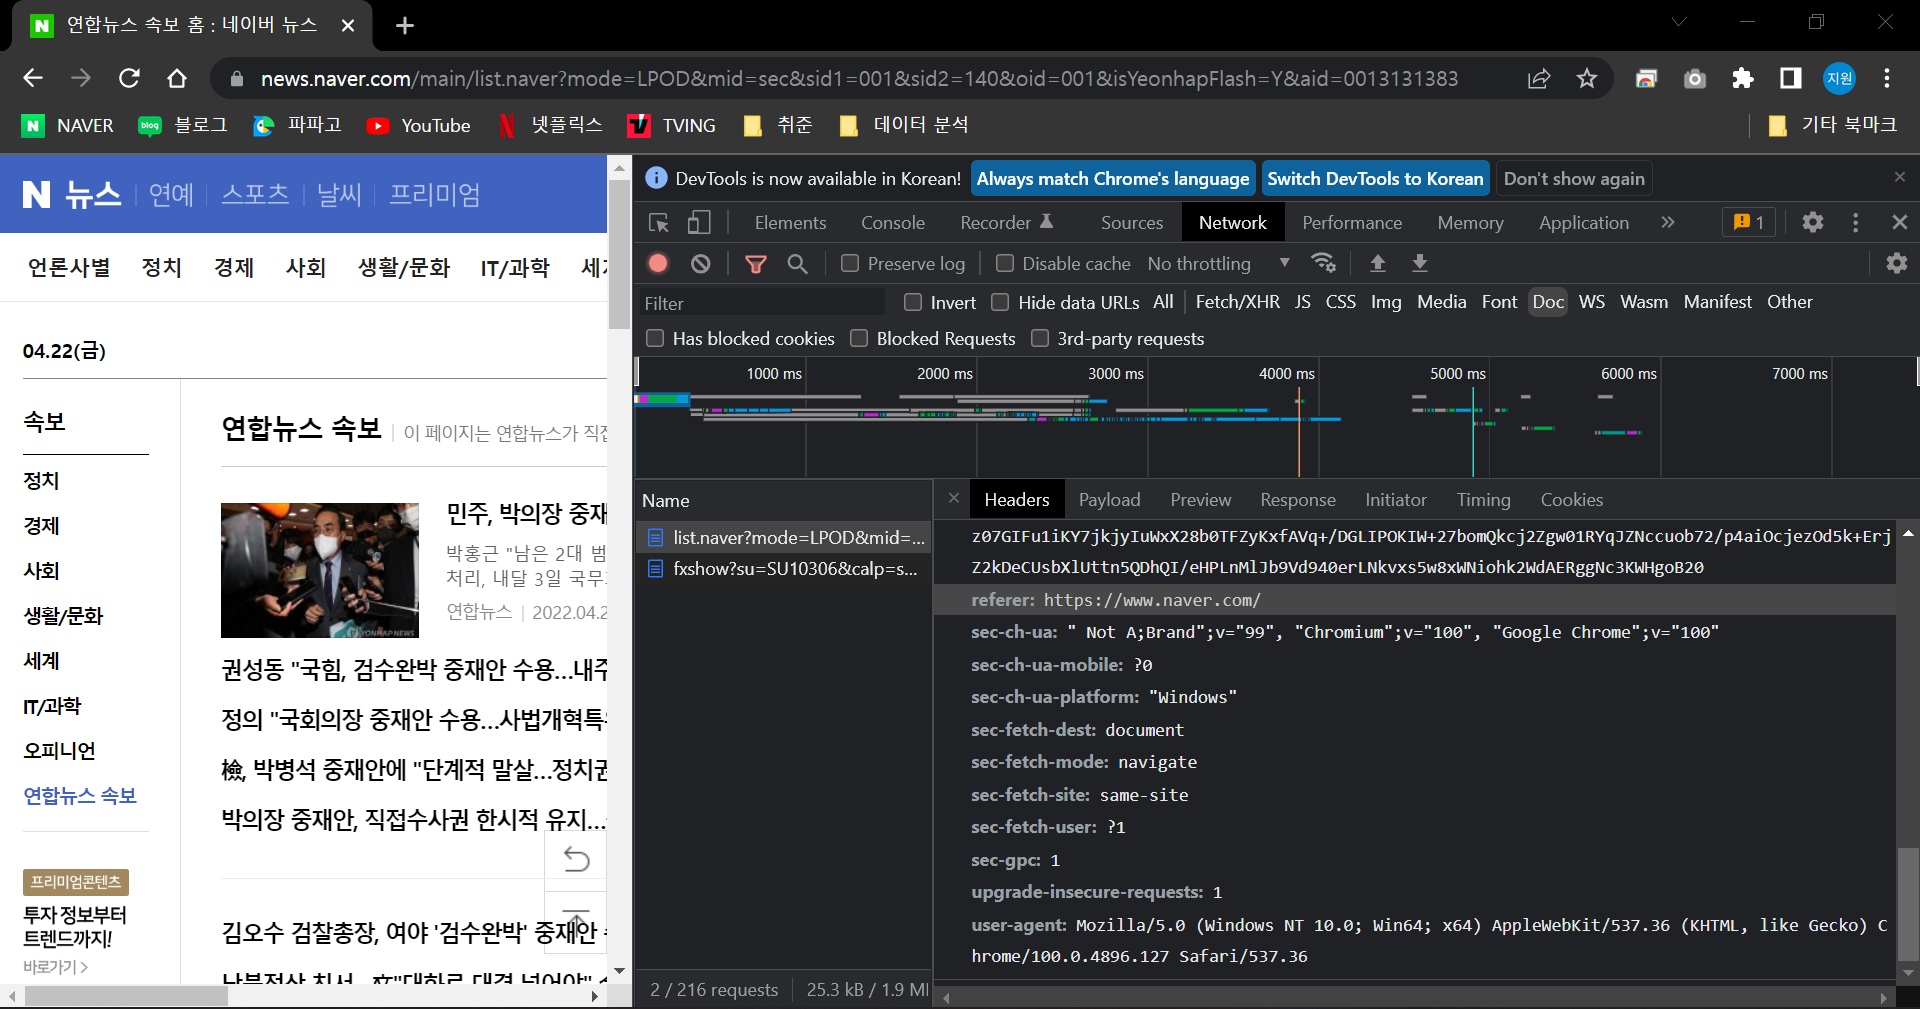 연합뉴스 속보 홈 : 네이버 뉴스
news.naver.com/main/list.naver?mode=LPOD&mid=sec&sid1=001&sid2=140&oid=001&isYeonhapFlash=Y&aid=0013131383
지원
NAVER 블로그 파파고 YouTube 넷플릭스 TVING 취준 데이터 분석 기타 북마크
N 뉴스 연예 스포츠 날씨 프리미엄
언론사별 정치 경제 사회 생활/문화 IT/과학
04.22(금)
속보
정치
경제
사회
생활/문화
세계
IT/과학
오피니언
연합뉴스 속보
프리미엄콘텐츠
투자 정보부터
트렌드까지!
바로가기 >
연합뉴스 속보 이 페이지는 연합뉴스가 직접
민주, 박의장 중재
박홍근 "남은 2대 범
처리, 내달 3일 국무
연합뉴스 2022.04.2
YONHAP NEWS
권성동 "국힘, 검수완박 중재안 수용…내주
정의 "국회의장 중재안 수용…사법개혁특
檢, 박병석 중재안에 "단계적 말살…정치권
박의장 중재안, 직접수사권 한시적 유지…
김오수 검찰총장, 여야 '검수완박' 중재안
DevTools is now available in Korean! Always match Chrome's language Switch DevTools to Korean Don't show again
Elements Console Recorder Sources Network Performance Memory Application » 1
Preserve log Disable cache No throttling
Filter Invert Hide data URLs All Fetch/XHR JS CSS Img Media Font Doc WS Wasm Manifest Other
Has blocked cookies Blocked Requests 3rd-party requests
1000 ms 2000 ms 3000 ms 4000 ms 5000 ms 6000 ms 7000 ms
Name
list.naver?mode=LPOD&mid=...
fxshow?su=SU10306&calp=s...
2 / 216 requests 25.3 kB / 1.9 M
Headers Payload Preview Response Initiator Timing Cookies
z07GIFu1iKY7jkjyIuWxX28b0TFZyKxfAVq+/DGLIPOKIW+27bomQkcj2Zgw01RYqJZNccuob72/p4aiOcjezOd5k+Erj
Z2kDeCUsbXlUttn5QDhQI/eHPLnMlJb9Vd940erLNkvxs5w8xWNiohk2WdAERggNc3KWHgoB20
referer: https://www.naver.com/
sec-ch-ua: " Not A;Brand";v="99", "Chromium";v="100", "Google Chrome";v="100"
sec-ch-ua-mobile: ?0
sec-ch-ua-platform: "Windows"
sec-fetch-dest: document
sec-fetch-mode: navigate
sec-fetch-site: same-site
sec-fetch-user: ?1
sec-gpc: 1
upgrade-insecure-requests: 1
user-agent: Mozilla/5.0 (Windows NT 10.0; Win64; x64) AppleWebKit/537.36 (KHTML, like Gecko) C
hrome/100.0.4896.127 Safari/537.36